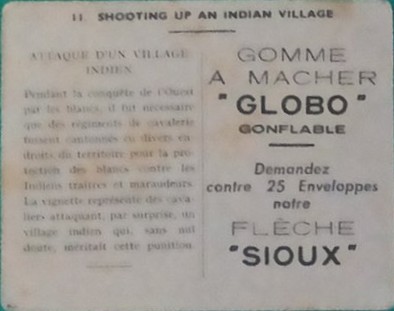 11 SHOOTING UP AN INDIAN VILLAGE
ATTAQUE D'UN VILLAGE
INDIEN
Pendant la conquête de l'Ouest
par les blancs, il fut nécessaire
que des régiments de cavalerie
fussent cantonnés en divers en-
droits du territoire pour la pro-
tection des blancs contre les
Indiens traîtres et maraudeurs.
La vignette représente des cava-
liers attaquant, par surprise, un
village indien qui, sans nul
doute, méritait cette punition.
GOMME
A MACHER
"GLOBO"
GONFLABLE
Demandez
contre 25 Enveloppes
notre
FLÈCHE
"SIOUX"